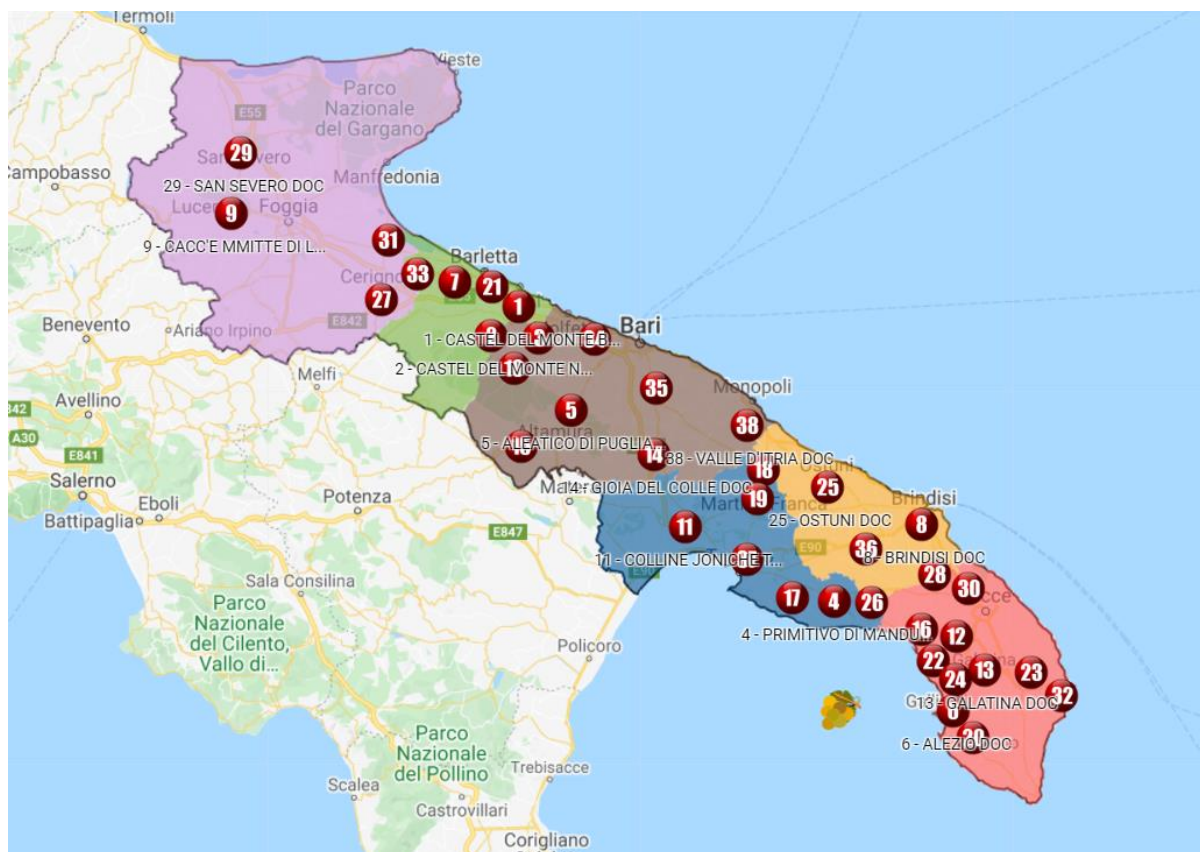 Termoli
Vieste
Parco
Nazionale
del Gargano
E55
29
Campobasso
29 - SAN SEVERO DOC
Manfredonia
9
Foggia
9 - CACC'E MMITTE DI L...
31
Barletta
33
7
21
27
1
Benevento
Ariano Irpino
E842
Bari
1 - CASTEL DEL MONTE B...
2 - CASTEL DEL MONTE N...
Melfi
35
Monopoli
Avellino
5
38
842
A30
E841
Altamura
5 - ALEATICO DI PUGLIA
14
38 - VALLE D'ITRIA DOC
18
Ostuni
Salerno
Eboli
Battipaglia
Potenza
14 - GIOIA DEL COLLE DOC
19
25
Brindisi
25 - OSTUNI DOC
8
E847
11
36
E90
8 - BRINDISI DOC
11 - COLLINE JONICHE T...
28
30
Sala Consilina
17
4
26
Parco
Nazionale
del Cilento,
Vallo di...
4 - PRIMITIVO DI MANDU...
16
12
Policoro
22
13
23
24
32
13 - GALATINA DOC
6 - ALEZIO DOC
Parco
Nazionale
del Pollino
Trebisacce
Scalea
Castrovillari
Corigliano